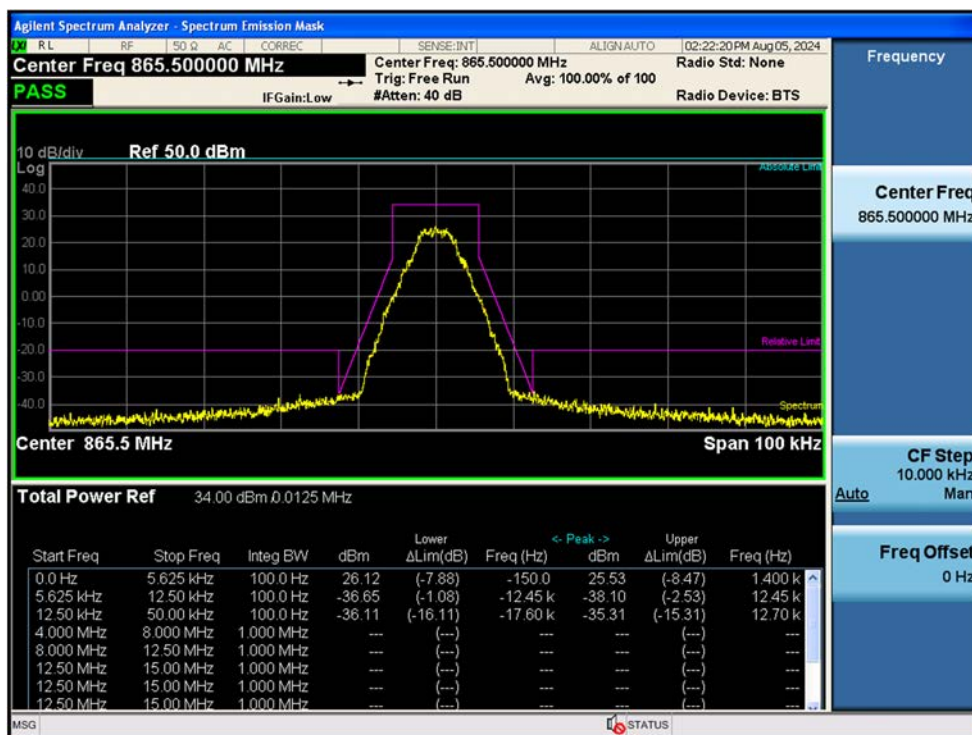 Agilent Spectrum Analyzer - Spectrum Emission Mask
LXI RL RF 50 Ω AC CORREC SENSE:INT ALIGN AUTO 02:22:20 PM Aug 05, 2024
Center Freq 865.500000 MHz Center Freq: 865.500000 MHz Radio Std: None
Trig: Free Run Avg: 100.00% of 100
PASS IFGain:Low #Atten: 40 dB Radio Device: BTS
10 dB/div Ref 50.0 dBm
Log Absolute Limit
40.0
30.0
20.0
10.0
0.00
-10.0
-20.0 Relative Limit
-30.0
-40.0 Spectrum
Center 865.5 MHz Span 100 kHz
Total Power Ref 34.00 dBm / 0.0125 MHz
Lower <- Peak -> Upper
Start Freq Stop Freq Integ BW dBm ΔLim(dB) Freq (Hz) dBm ΔLim(dB) Freq (Hz)
0.0 Hz 5.625 kHz 100.0 Hz 26.12 (-7.88) -150.0 25.53 (-8.47) 1.400 k
5.625 kHz 12.50 kHz 100.0 Hz -36.65 (-1.08) -12.45 k -38.10 (-2.53) 12.45 k
12.50 kHz 50.00 kHz 100.0 Hz -36.11 (-16.11) -17.60 k -35.31 (-15.31) 12.70 k
4.000 MHz 8.000 MHz 1.000 MHz --- (---) --- --- (---) ---
8.000 MHz 12.50 MHz 1.000 MHz --- (---) --- --- (---) ---
12.50 MHz 15.00 MHz 1.000 MHz --- (---) --- --- (---) ---
12.50 MHz 15.00 MHz 1.000 MHz --- (---) --- --- (---) ---
12.50 MHz 15.00 MHz 1.000 MHz --- (---) --- --- (---) ---
MSG STATUS
Frequency
Center Freq
865.500000 MHz
CF Step
10.000 kHz
Auto Man
Freq Offset
0 Hz